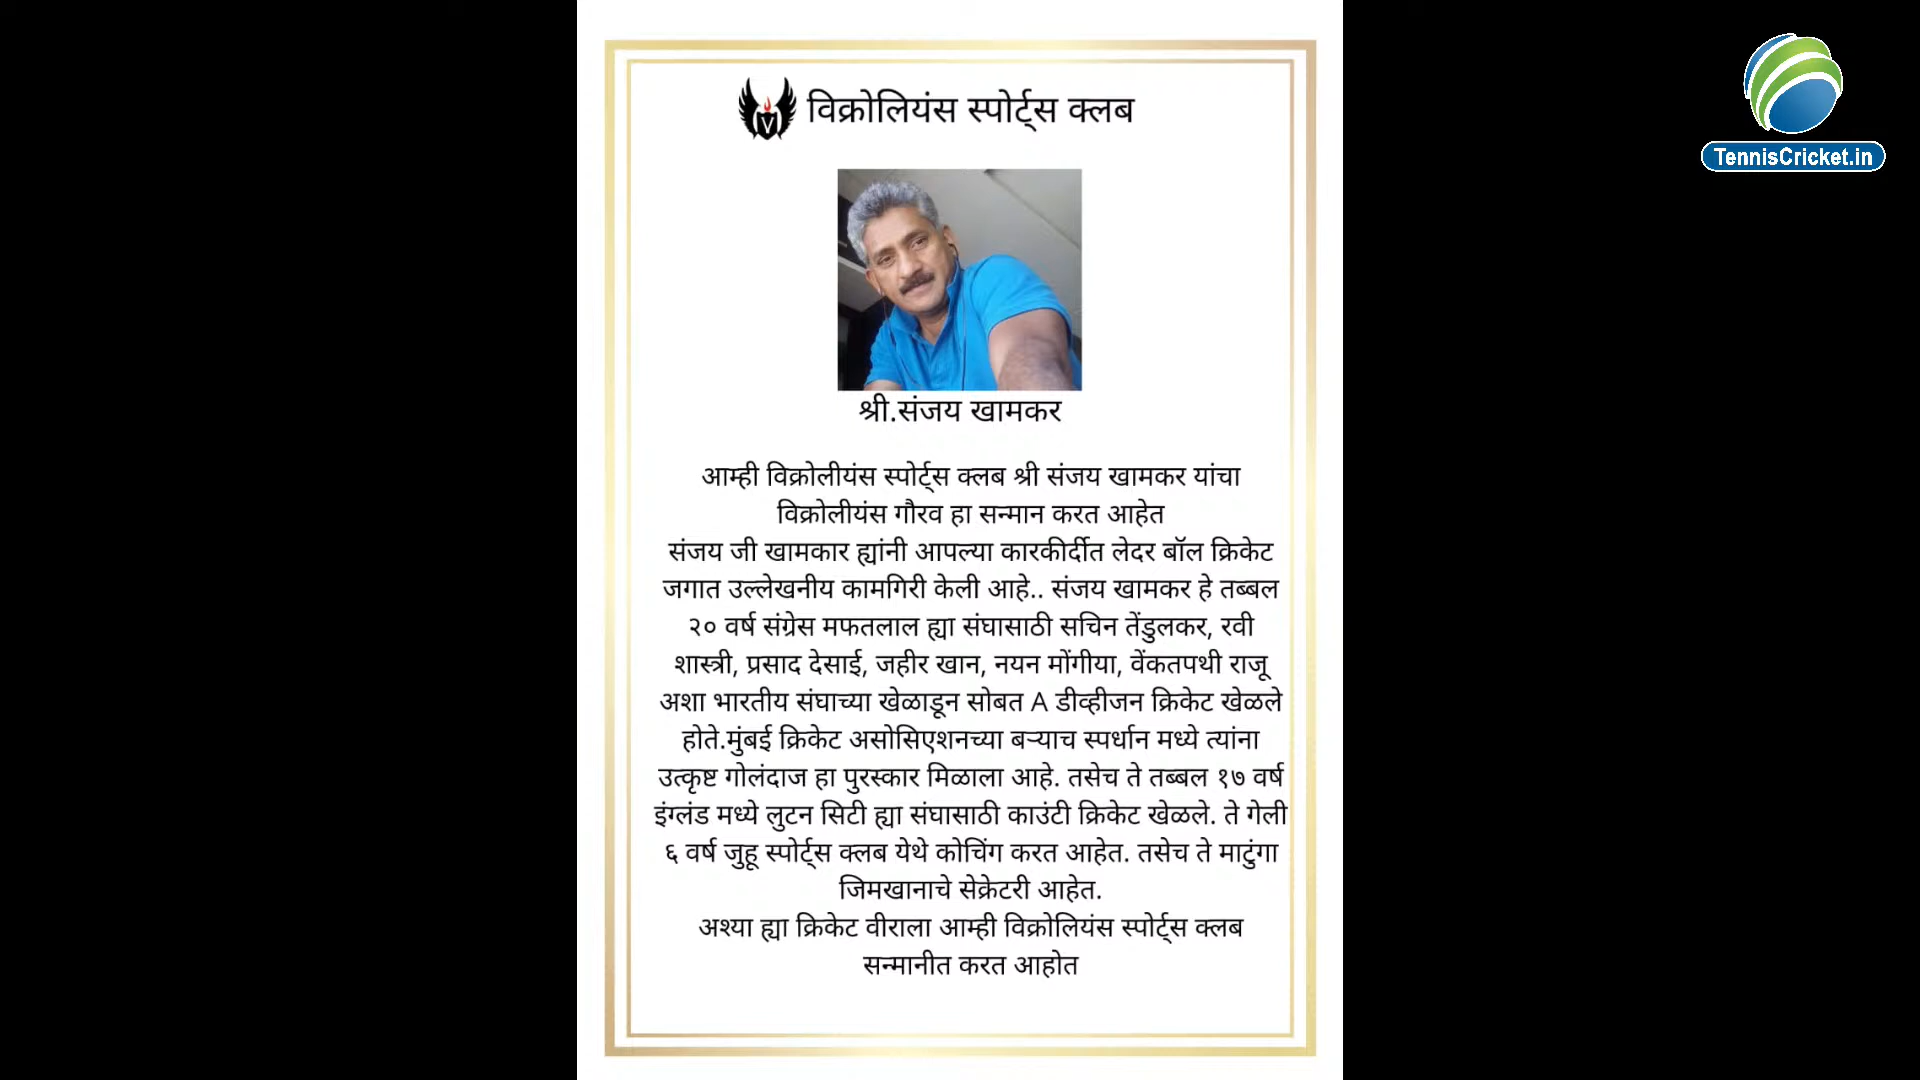 विक्रोलियंस स्पोर्ट्स क्लब
TennisCricket.in
श्री.संजय खामकर
आम्ही विक्रोलीयंस स्पोर्ट्स क्लब श्री संजय खामकर यांचा
विक्रोलीयंस गौरव हा सन्मान करत आहेत
संजय जी खामकार ह्यांनी आपल्या कारकीर्दीत लेदर बॉल क्रिकेट
जगात उल्लेखनीय कामगिरी केली आहे.. संजय खामकर हे तब्बल
२० वर्ष संग्रेस मफतलाल ह्या संघासाठी सचिन तेंडुलकर, रवी
शास्त्री, प्रसाद देसाई, जहीर खान, नयन मोंगीया, वेंकतपथी राजू
अशा भारतीय संघाच्या खेळाडून सोबत A डीव्हीजन क्रिकेट खेळले
होते.मुंबई क्रिकेट असोसिएशनच्या बऱ्याच स्पर्धान मध्ये त्यांना
उत्कृष्ट गोलंदाज हा पुरस्कार मिळाला आहे. तसेच ते तब्बल १७ वर्ष
इंग्लंड मध्ये लुटन सिटी ह्या संघासाठी काउंटी क्रिकेट खेळले. ते गेली
६ वर्ष जुहू स्पोर्ट्स क्लब येथे कोचिंग करत आहेत. तसेच ते माटुंगा
जिमखानाचे सेक्रेटरी आहेत.
अश्या ह्या क्रिकेट वीराला आम्ही विक्रोलियंस स्पोर्ट्स क्लब
सन्मानीत करत आहोत